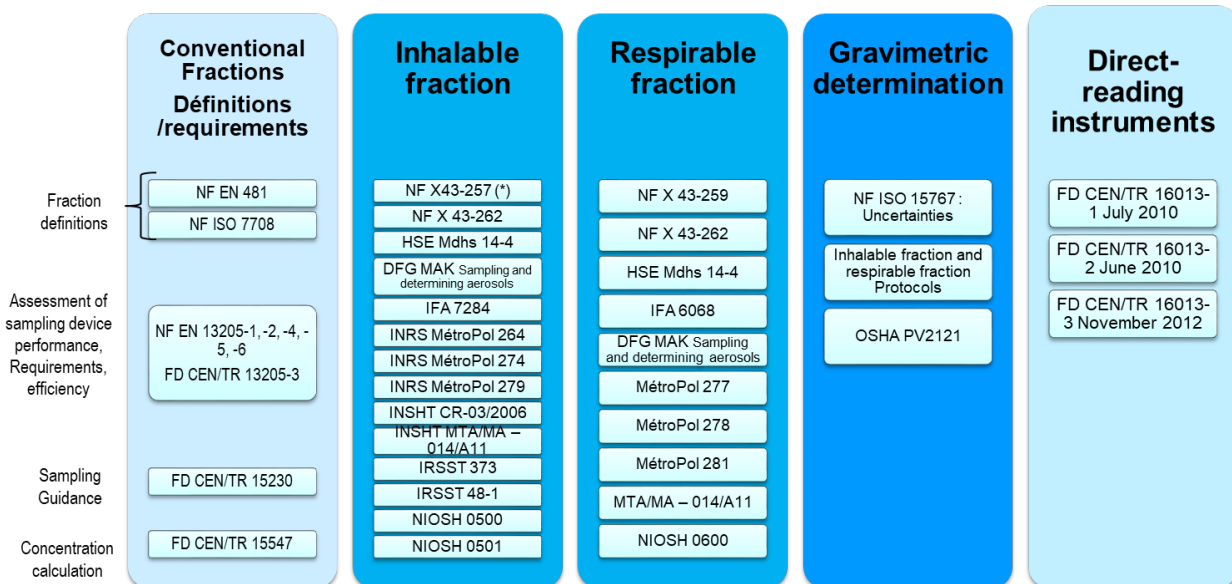 Conventional
Fractions
Définitions
/requirements
Inhalable
fraction
Respirable
fraction
Gravimetric
determination
Direct-
reading
instruments
Fraction
definitions
Assessment of
sampling device
performance,
Requirements,
efficiency
Sampling
Guidance
Concentration
calculation
NF EN 481
NF ISO 7708
NF EN 13205-1, -2, -4, -
5, -6
FD CEN/TR 13205-3
FD CEN/TR 15230
FD CEN/TR 15547
NF X43-257 (*)
NF X 43-262
HSE Mdhs 14-4
DFG MAK Sampling and
determining aerosols
IFA 7284
INRS MétroPol 264
INRS MétroPol 274
INRS MétroPol 279
INSHT CR-03/2006
INSHT MTA/MA –
014/A11
IRSST 373
IRSST 48-1
NIOSH 0500
NIOSH 0501
NF X 43-259
NF X 43-262
HSE Mdhs 14-4
IFA 6068
DFG MAK Sampling
and determining aerosols
MétroPol 277
MétroPol 278
MétroPol 281
MTA/MA – 014/A11
NIOSH 0600
NF ISO 15767 :
Uncertainties
Inhalable fraction and
respirable fraction
Protocols
OSHA PV2121
FD CEN/TR 16013-
1 July 2010
FD CEN/TR 16013-
2 June 2010
FD CEN/TR 16013-
3 November 2012